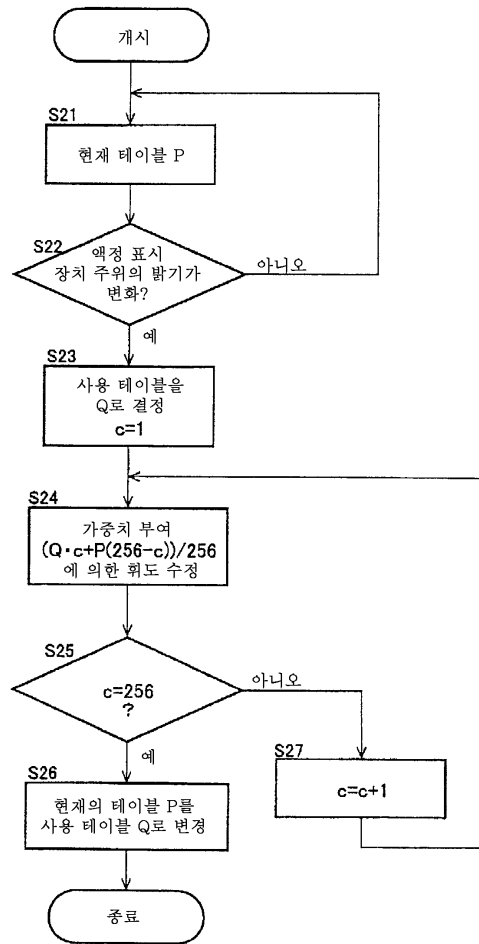 개시
S21
현재 테이블 P
S22
액정 표시
장치 주위의 밝기가
변화?
아니오
예
S23
사용 테이블을
Q로 결정
c=1
S24
가중치 부여
(Q·c+P(256-c))/256
에 의한 휘도 수정
S25
c=256
?
아니오
예
S27
c=c+1
S26
현재의 테이블 P를
사용 테이블 Q로 변경
종료